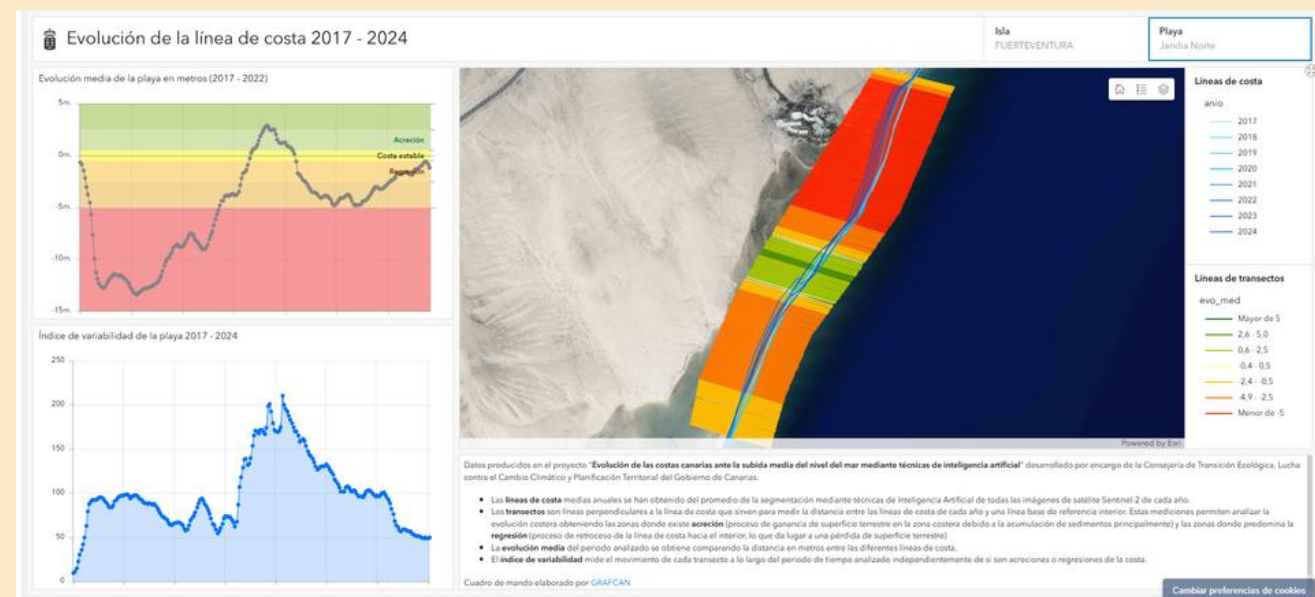 Evolución de la línea de costa 2017 - 2024
Isla
FUERTEVENTURA
Playa
Jandia Norte
Evolución media de la playa en metros (2017 - 2022)
5m.
0m.
-5m.
-10m.
-15m.
Acreción
Costa estable
Regresión
Índice de variabilidad de la playa 2017 - 2024
250
200
150
100
50
0
Powered by Esri
Líneas de costa
anio
2017
2018
2019
2020
2021
2022
2023
2024
Líneas de transectos
evo_med
Mayor de 5
2,6 - 5,0
0,6 - 2,5
-0,4 - 0,5
-2,4 - -0,5
-4,9 - -2,5
Menor de -5
Datos producidos en el proyecto "Evolución de las costas canarias ante la subida media del nivel del mar mediante técnicas de inteligencia artificial" desarrollado por encargo de la Consejería de Transición Ecológica, Lucha
contra el Cambio Climático y Planificación Territorial del Gobierno de Canarias.
Las líneas de costa medias anuales se han obtenido del promedio de la segmentación mediante técnicas de Inteligencia Artificial de todas las imágenes de satélite Sentinel-2 de cada año.
Los transectos son líneas perpendiculares a la línea de costa que sirven para medir la distancia entre las líneas de costa de cada año y una línea base de referencia interior. Estas mediciones permiten analizar la
evolución costera obteniendo las zonas donde existe acreción (proceso de ganancia de superficie terrestre en la zona costera debido a la acumulación de sedimentos principalmente) y las zonas donde predomina la
regresión (proceso de retroceso de la línea de costa hacia el interior, lo que da lugar a una pérdida de superficie terrestre)
La evolución media del periodo analizado se obtiene comparando la distancia en metros entre las diferentes líneas de costa.
El índice de variabilidad mide el movimiento de cada transecto a lo largo del periodo de tiempo analizado independientemente de si son acreciones o regresiones de la costa.
Cuadro de mando elaborado por GRAFCAN
Cambiar preferencias de cookies